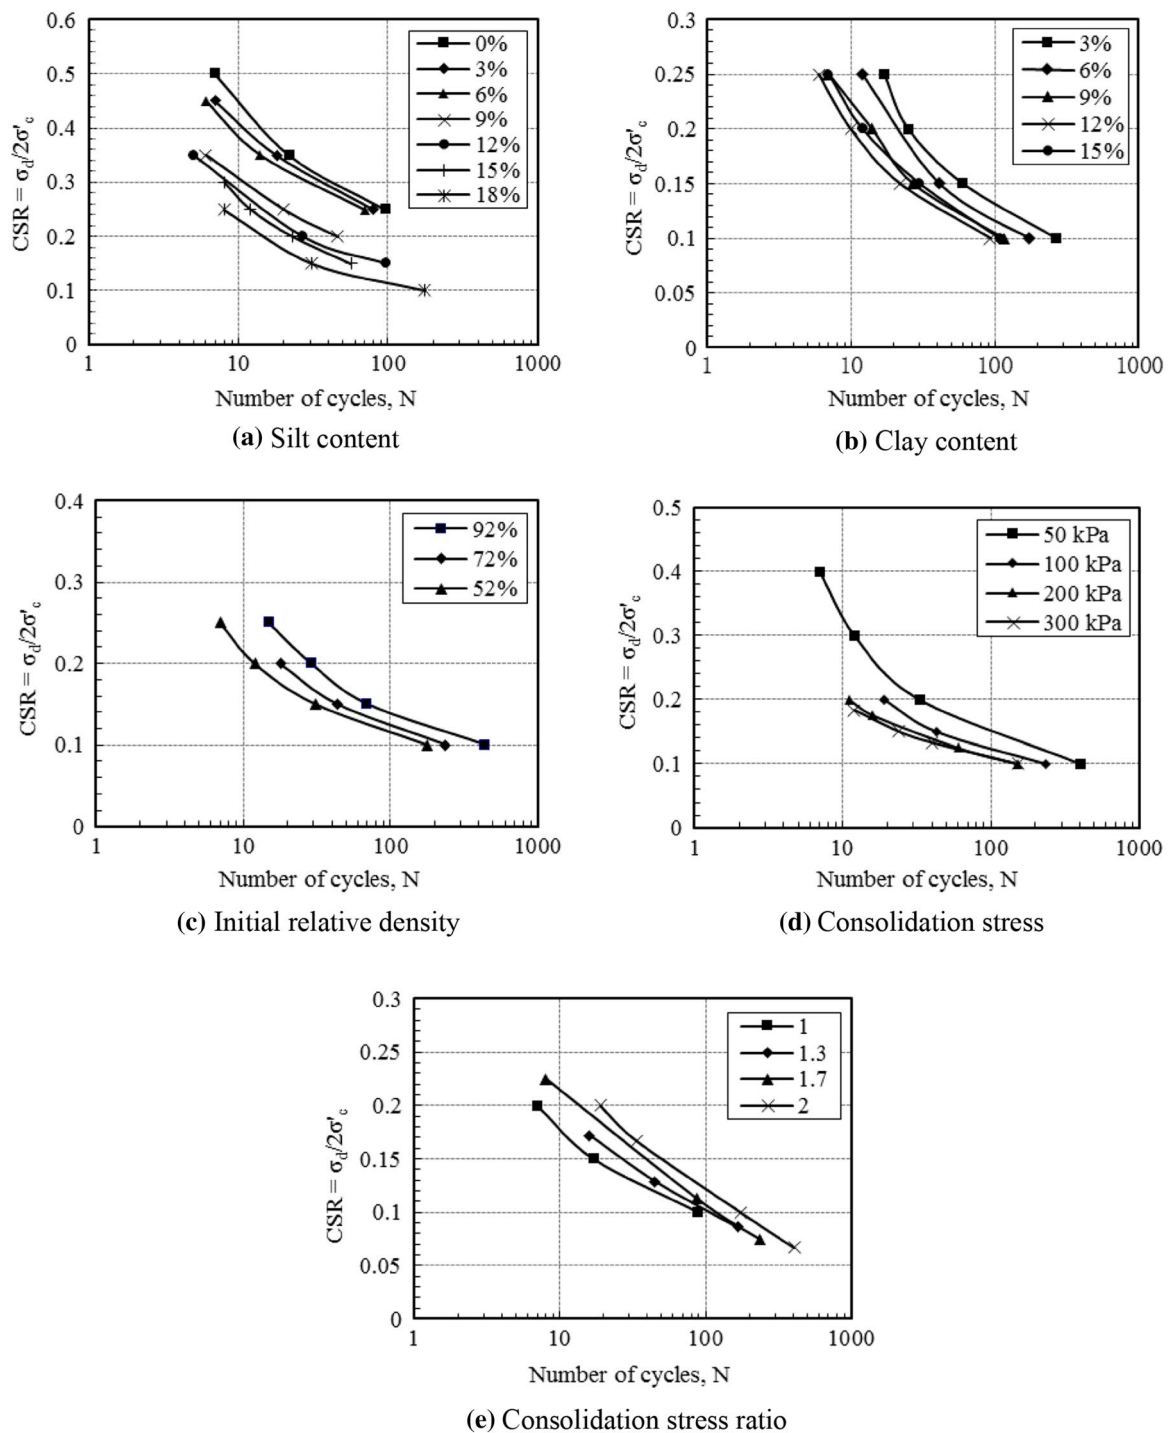 0.6
0.5
0.4
0.3
0.2
0.1
0
CSR = σd/2σ'c
0%
3%
6%
9%
12%
15%
18%
1 10 100 1000
Number of cycles, N
(a) Silt content
0.3
0.25
0.2
0.15
0.1
0.05
0
CSR = σd/2σ'c
3%
6%
9%
12%
15%
1 10 100 1000
Number of cycles, N
(b) Clay content
0.4
0.3
0.2
0.1
0
CSR = σd/2σ'c
92%
72%
52%
1 10 100 1000
Number of cycles, N
(c) Initial relative density
0.5
0.4
0.3
0.2
0.1
0
CSR = σd/2σ'c
50 kPa
100 kPa
200 kPa
300 kPa
1 10 100 1000
Number of cycles, N
(d) Consolidation stress
0.3
0.25
0.2
0.15
0.1
0.05
0
CSR = σd/2σ'c
1
1.3
1.7
2
1 10 100 1000
Number of cycles, N
(e) Consolidation stress ratio